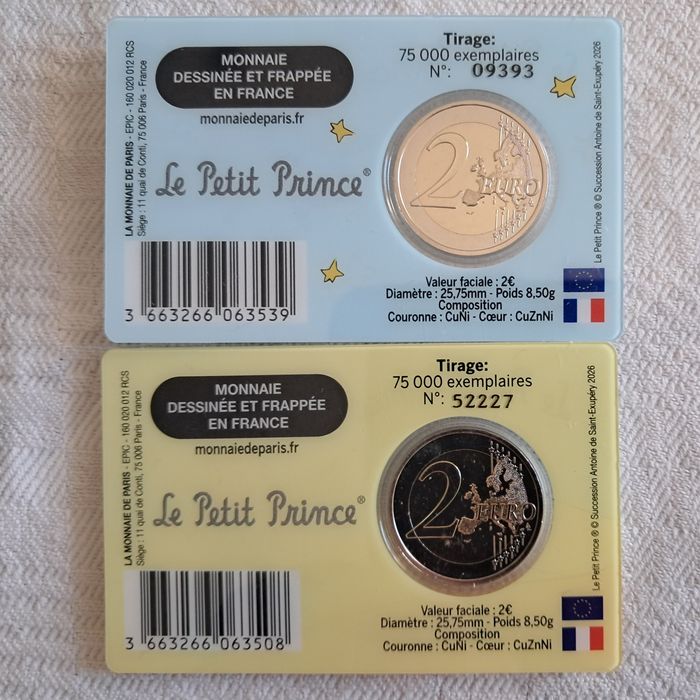 MONNAIE
DESSINÉE ET FRAPPÉE
EN FRANCE
monnaiedeparis.fr
Tirage:
75 000 exemplaires
N°: 09393
LA MONNAIE DE PARIS - EPIC - 160 020 012 RCS
Siège : 11 quai de Conti, 75 006 Paris - France
Le Petit Prince®
2 EURO
Le Petit Prince ® © Succession Antoine de Saint-Exupéry 2026
3 663266 063539
Valeur faciale : 2€
Diamètre : 25,75mm - Poids 8,50g
Composition
Couronne : CuNi - Cœur : CuZnNi
MONNAIE
DESSINÉE ET FRAPPÉE
EN FRANCE
monnaiedeparis.fr
Tirage:
75 000 exemplaires
N°: 52227
LA MONNAIE DE PARIS - EPIC - 160 020 012 RCS
Siège : 11 quai de Conti, 75 006 Paris - France
Le Petit Prince®
2 EURO
Le Petit Prince ® © Succession Antoine de Saint-Exupéry 2026
3 663266 063508
Valeur faciale : 2€
Diamètre : 25,75mm - Poids 8,50g
Composition
Couronne : CuNi - Cœur : CuZnNi